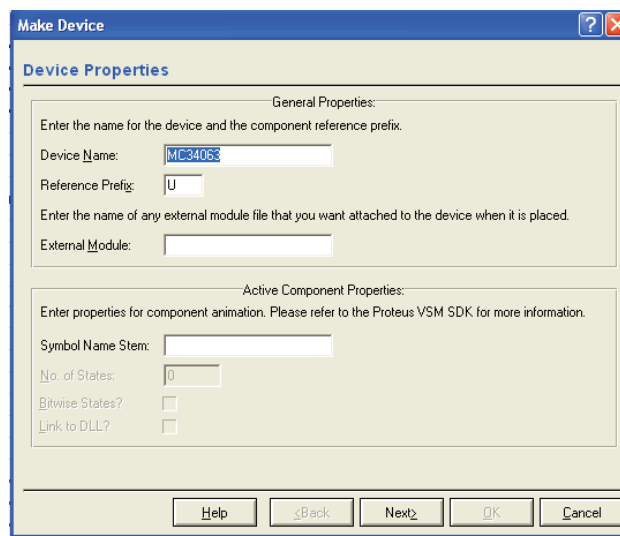 Make Device
Device Properties
General Properties:
Enter the name for the device and the component reference prefix.
Device Name: MC34063
Reference Prefix: U
Enter the name of any external module file that you want attached to the device when it is placed.
External Module:
Active Component Properties:
Enter properties for component animation. Please refer to the Proteus VSM SDK for more information.
Symbol Name Stem:
No. of States: 0
Bitwise States?
Link to DLL?
Help <Back Next> OK Cancel